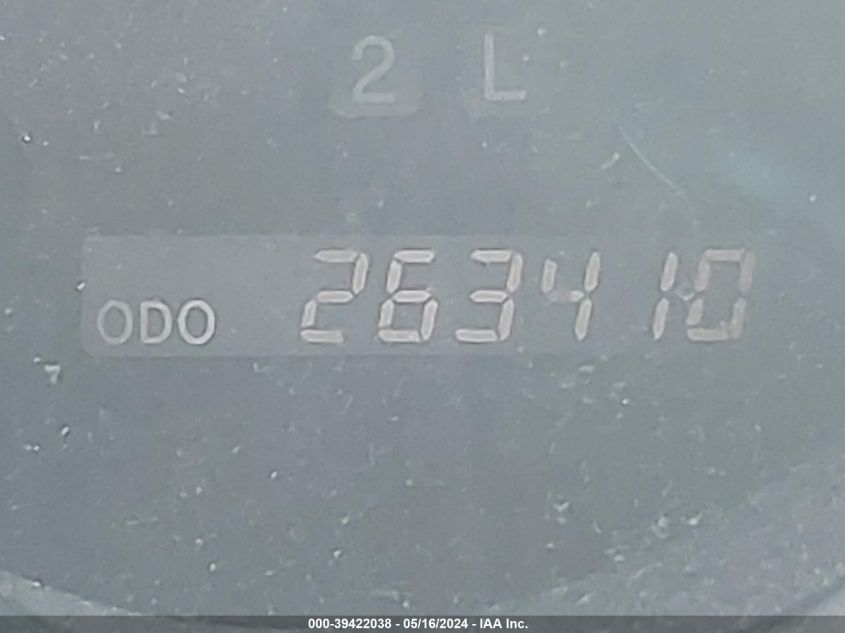 2 L
ODO 263410
000-39422038 - 05/16/2024 - IAA Inc.